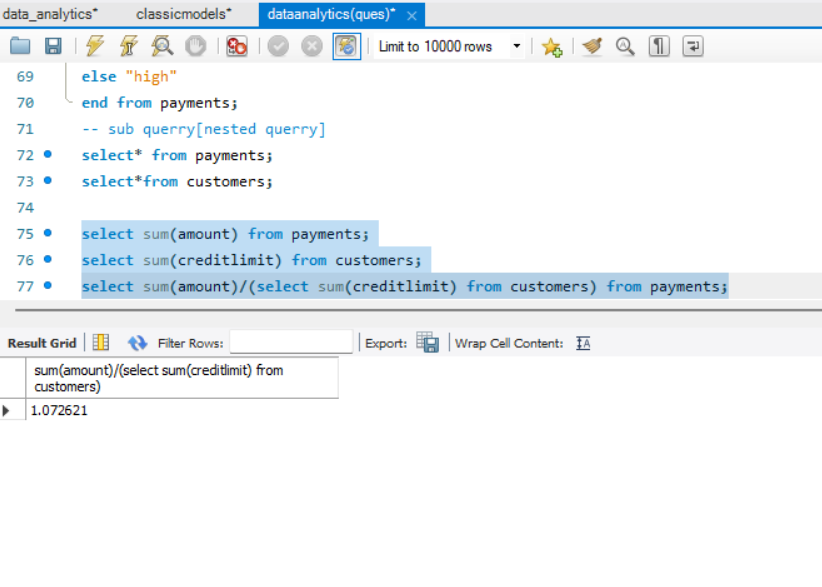 data_analytics*
classicmodels*
dataanalytics(ques)*
Limit to 10000 rows
69 else "high"
70 end from payments;
71 -- sub querry[nested querry]
72 select* from payments;
73 select*from customers;
74
75 select sum(amount) from payments;
76 select sum(creditlimit) from customers;
77 select sum(amount)/(select sum(creditlimit) from customers) from payments;
Result Grid Filter Rows: Export: Wrap Cell Content:
sum(amount)/(select sum(creditlimit) from
customers)
1.072621